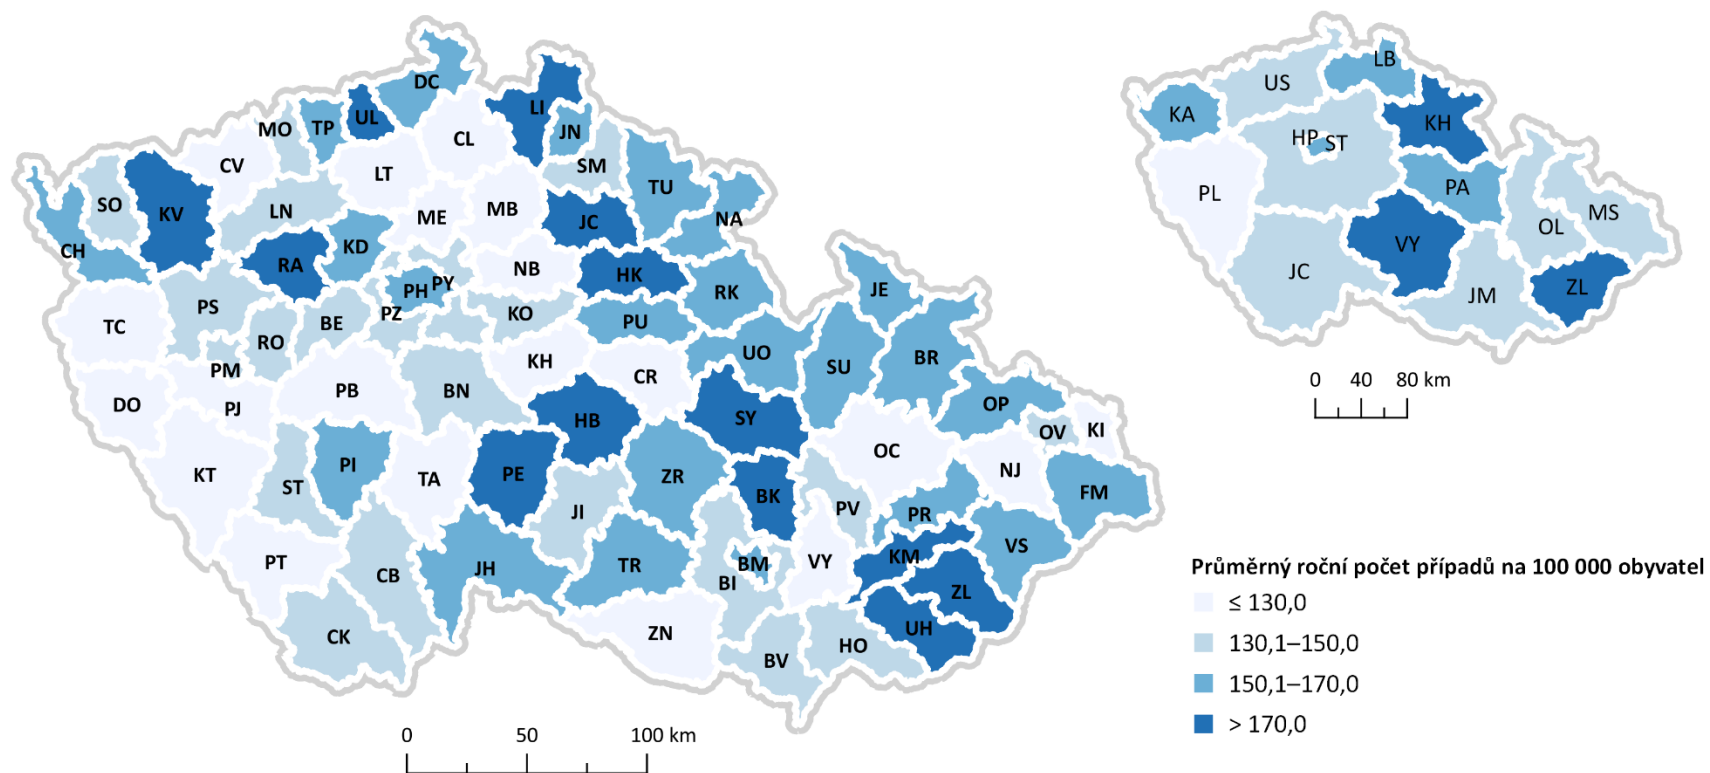 DC
LI
UL
MO
TP
JN
CL
CV
LT
SM
TU
SO
KV
LN
ME
MB
JC
NA
CH
KD
RA
NB
HK
PH
PY
RK
JE
PS
PZ
KO
TC
BE
PU
RO
UO
BR
PM
KH
CR
SU
DO
PJ
PB
BN
OP
HB
SY
OV
KI
KT
PI
TA
PE
ZR
OC
NJ
ST
BK
FM
JI
PV
PR
PT
CB
JH
TR
BM
BI
VY
KM
VS
ZL
CK
ZN
UH
BV
HO
0 50 100 km
LB
US
KA
KH
HP
ST
PL
PA
MS
VY
OL
JC
JM
ZL
0 40 80 km
Průměrný roční počet případů na 100 000 obyvatel
≤ 130,0
130,1–150,0
150,1–170,0
> 170,0